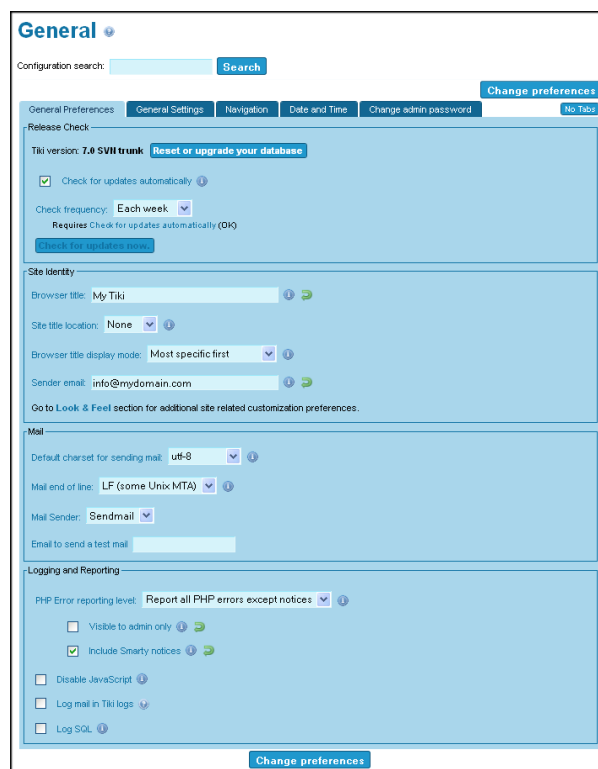 General
Configuration search: Search
Change preferences
General Preferences General Settings Navigation Date and Time Change admin password No Tabs
Release Check
Tiki version: 7.0 SVN trunk Reset or upgrade your database
Check for updates automatically
Check frequency: Each week
Requires Check for updates automatically (OK)
Check for updates now.
Site Identity
Browser title: My Tiki
Site title location: None
Browser title display mode: Most specific first
Sender email: info@mydomain.com
Go to Look & Feel section for additional site related customization preferences.
Mail
Default charset for sending mail: utf-8
Mail end of line: LF (some Unix MTA)
Mail Sender: Sendmail
Email to send a test mail
Logging and Reporting
PHP Error reporting level: Report all PHP errors except notices
Visible to admin only
Include Smarty notices
Disable JavaScript
Log mail in Tiki logs
Log SQL
Change preferences